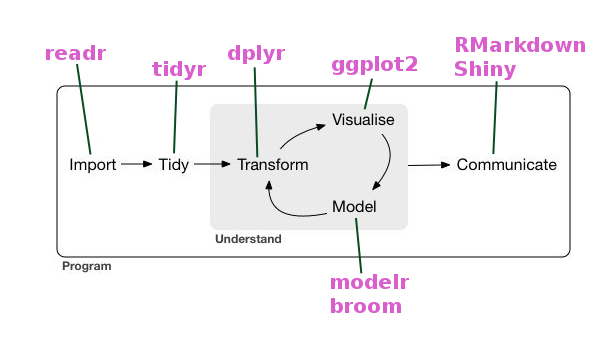 readr
tidyr
dplyr
ggplot2
RMarkdown
Shiny
Import
Tidy
Transform
Visualise
Model
Communicate
Understand
Program
modelr
broom